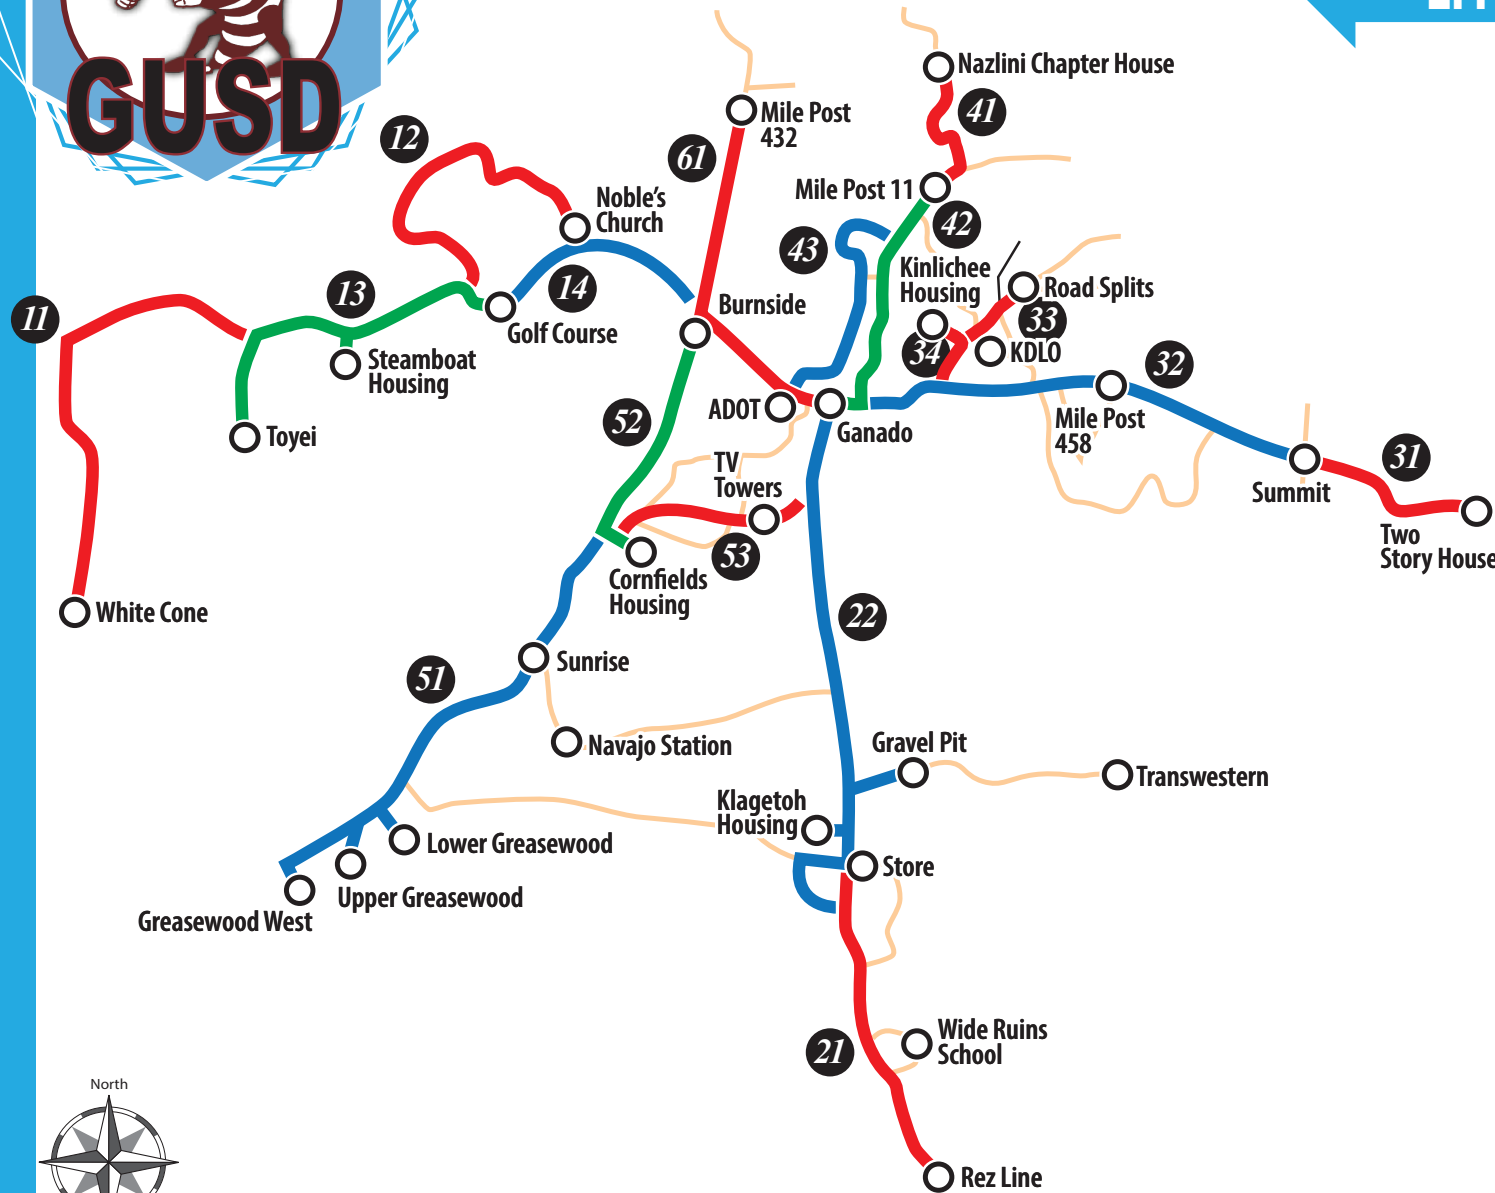 GUSD
Nazlini Chapter House
41
Mile Post
432
12
61
Mile Post 11
Noble's
Church
42
43
Kinlichee
Housing
Road Splits
13
14
Burnside
11
33
Golf Course
34
KDLO
Steamboat
Housing
32
ADOT
Ganado
Mile Post
458
52
Toyei
TV
Towers
31
Summit
Two
Story House
53
Cornfields
Housing
White Cone
22
Sunrise
51
Navajo Station
Gravel Pit
Transwestern
Klagetoh
Housing
Lower Greasewood
Store
Upper Greasewood
Greasewood West
Wide Ruins
School
21
North
Rez Line